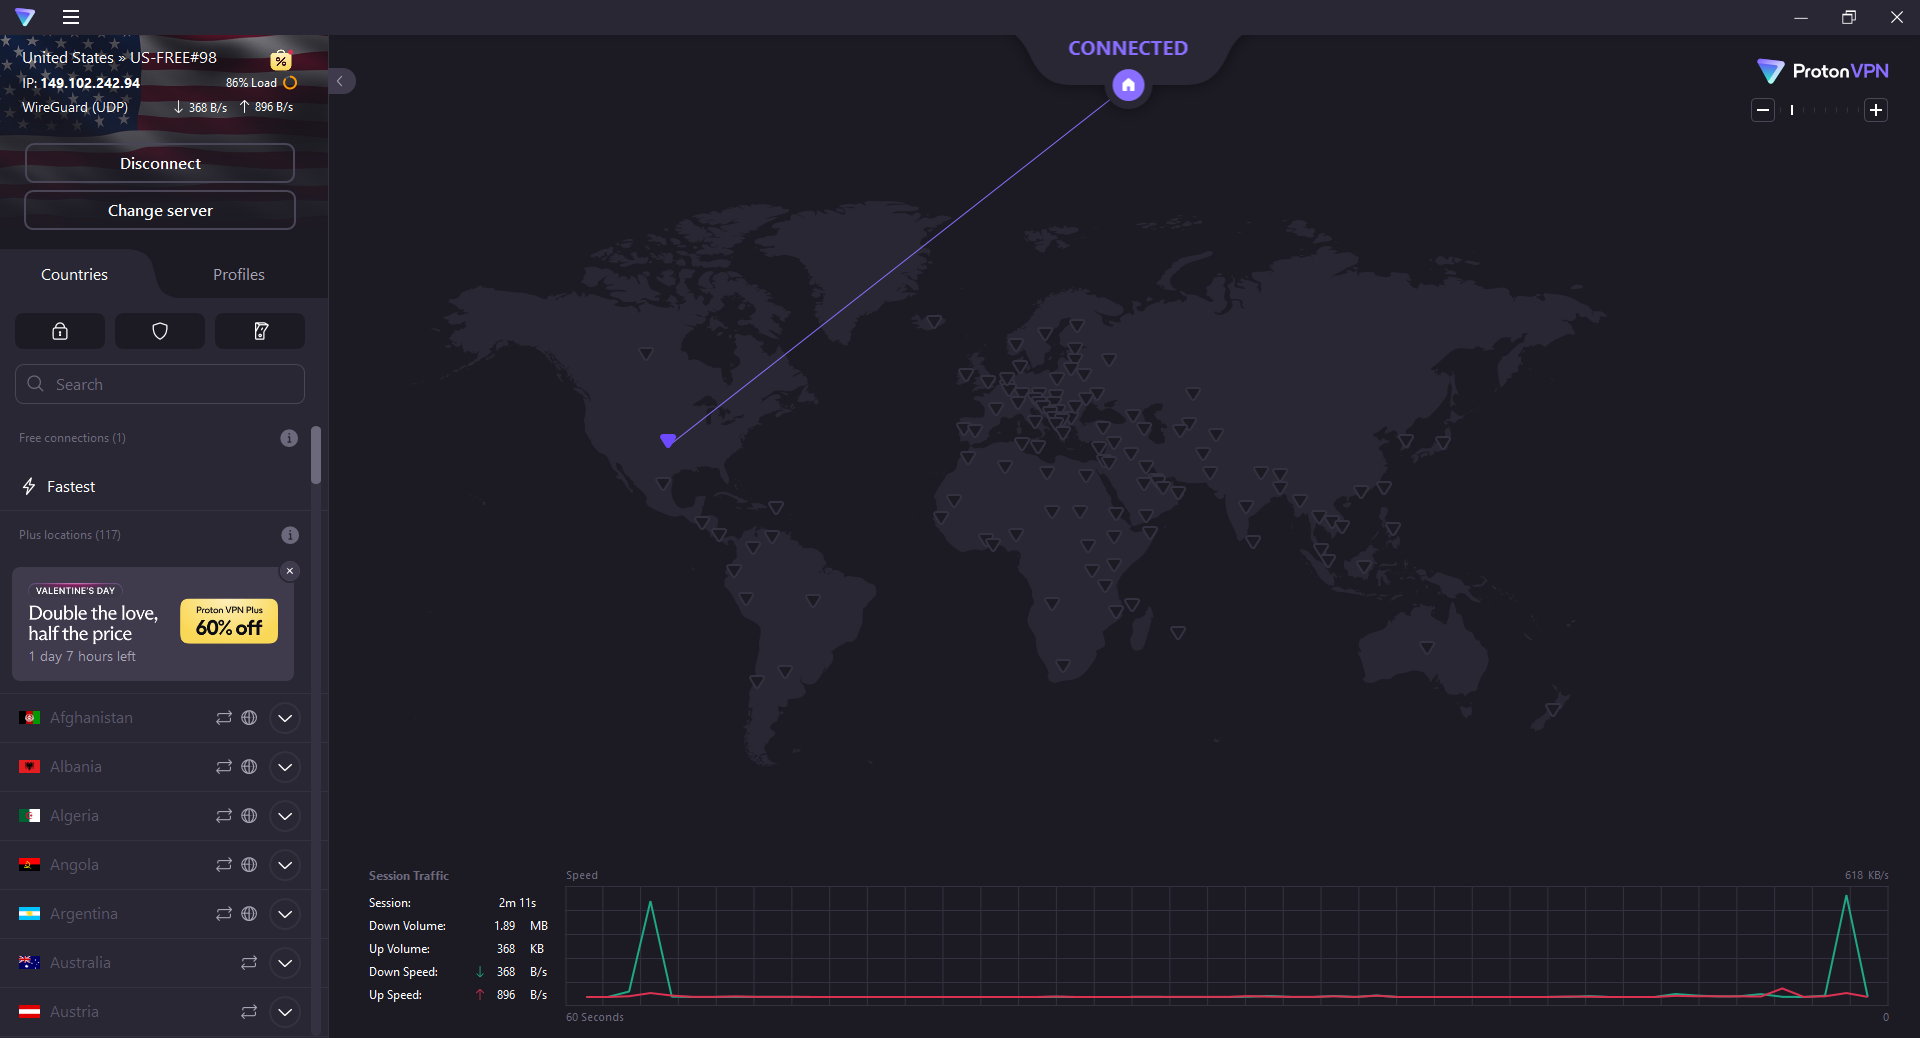 United States » US-FREE#98
IP: 149.102.242.94
86% Load
WireGuard (UDP)
368 B/s
896 B/s
Disconnect
Change server
Countries
Profiles
Search
Free connections (1)
Fastest
Plus locations (117)
VALENTINE'S DAY
Double the love,
half the price
1 day 7 hours left
Proton VPN Plus
60% off
Afghanistan
Albania
Algeria
Angola
Argentina
Australia
Austria
CONNECTED
ProtonVPN
Session Traffic
Session: 2m 11s
Down Volume: 1.89 MB
Up Volume: 368 KB
Down Speed: 368 B/s
Up Speed: 896 B/s
Speed
618 KB/s
60 Seconds
0